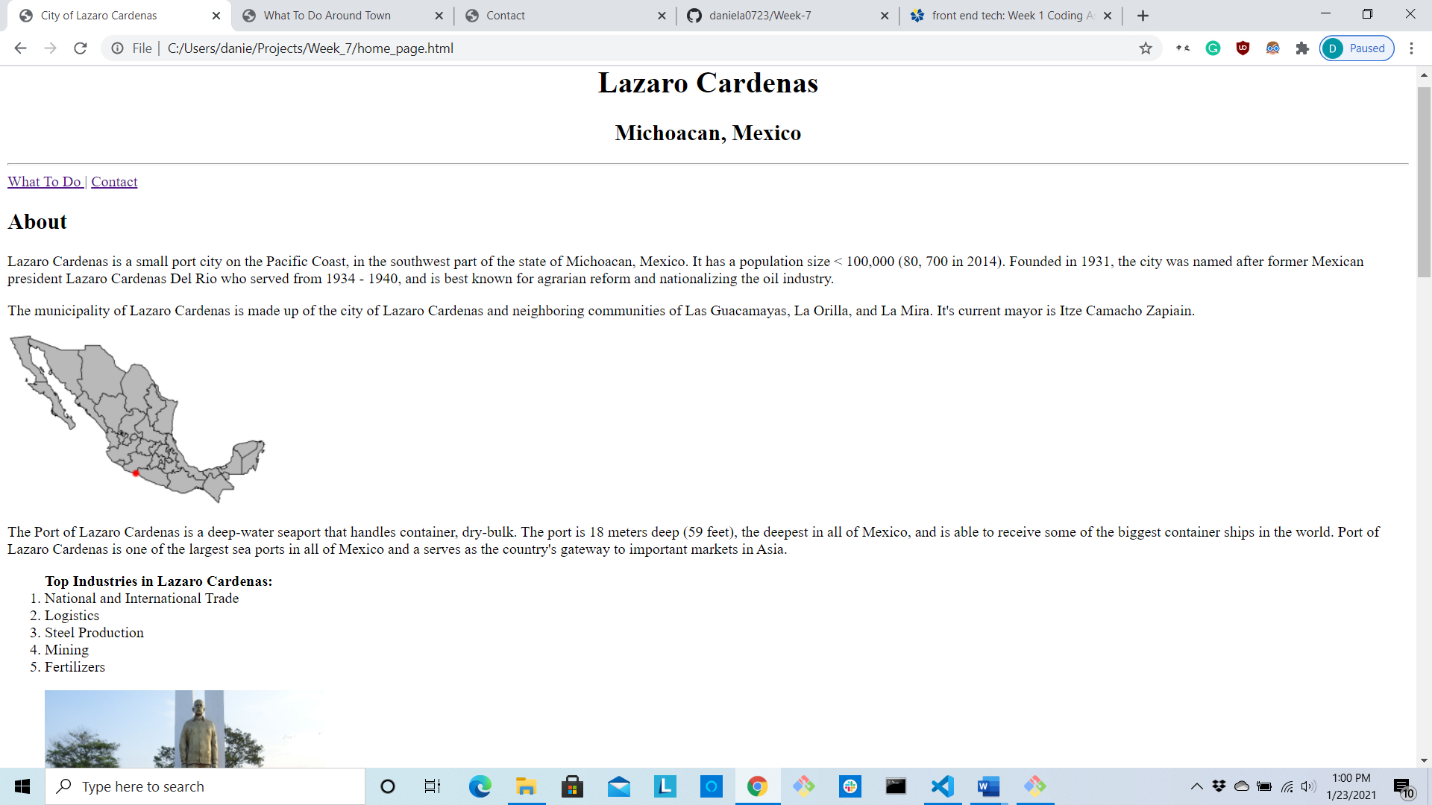 City of Lazaro Cardenas
What To Do Around Town
Contact
daniela0723/Week-7
front end tech: Week 1 Coding A
File | C:/Users/danie/Projects/Week_7/home_page.html
D Paused
Lazaro Cardenas
Michoacan, Mexico
What To Do | Contact
About
Lazaro Cardenas is a small port city on the Pacific Coast, in the southwest part of the state of Michoacan, Mexico. It has a population size < 100,000 (80, 700 in 2014). Founded in 1931, the city was named after former Mexican
president Lazaro Cardenas Del Rio who served from 1934 - 1940, and is best known for agrarian reform and nationalizing the oil industry.
The municipality of Lazaro Cardenas is made up of the city of Lazaro Cardenas and neighboring communities of Las Guacamayas, La Orilla, and La Mira. It's current mayor is Itze Camacho Zapiain.
The Port of Lazaro Cardenas is a deep-water seaport that handles container, dry-bulk. The port is 18 meters deep (59 feet), the deepest in all of Mexico, and is able to receive some of the biggest container ships in the world. Port of
Lazaro Cardenas is one of the largest sea ports in all of Mexico and a serves as the country's gateway to important markets in Asia.
Top Industries in Lazaro Cardenas:
1. National and International Trade
2. Logistics
3. Steel Production
4. Mining
5. Fertilizers
Type here to search
1:00 PM
1/23/2021
10